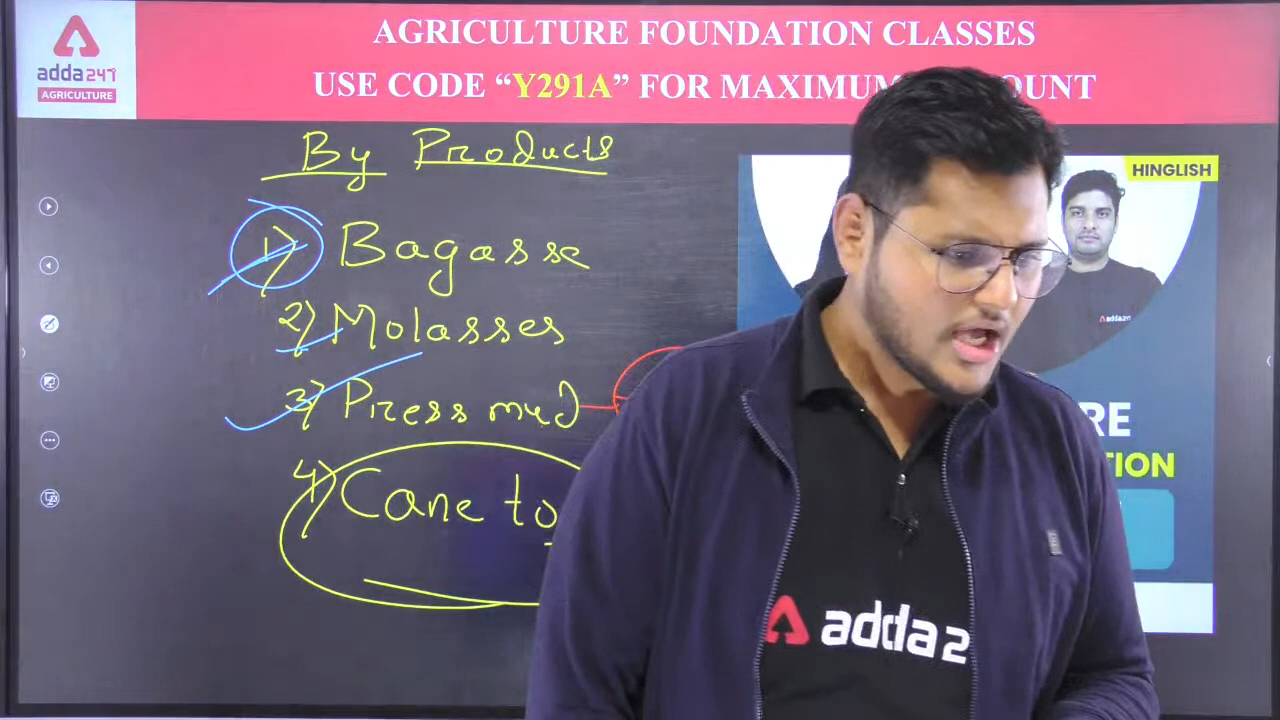 AGRICULTURE FOUNDATION CLASSES
USE CODE “Y291A” FOR MAXIMUM
adda247
AGRICULTURE
By Products
HINGLISH
1) Bagasse
2) Molasses
3) Press mud
4) Cane to
adda247
adda2